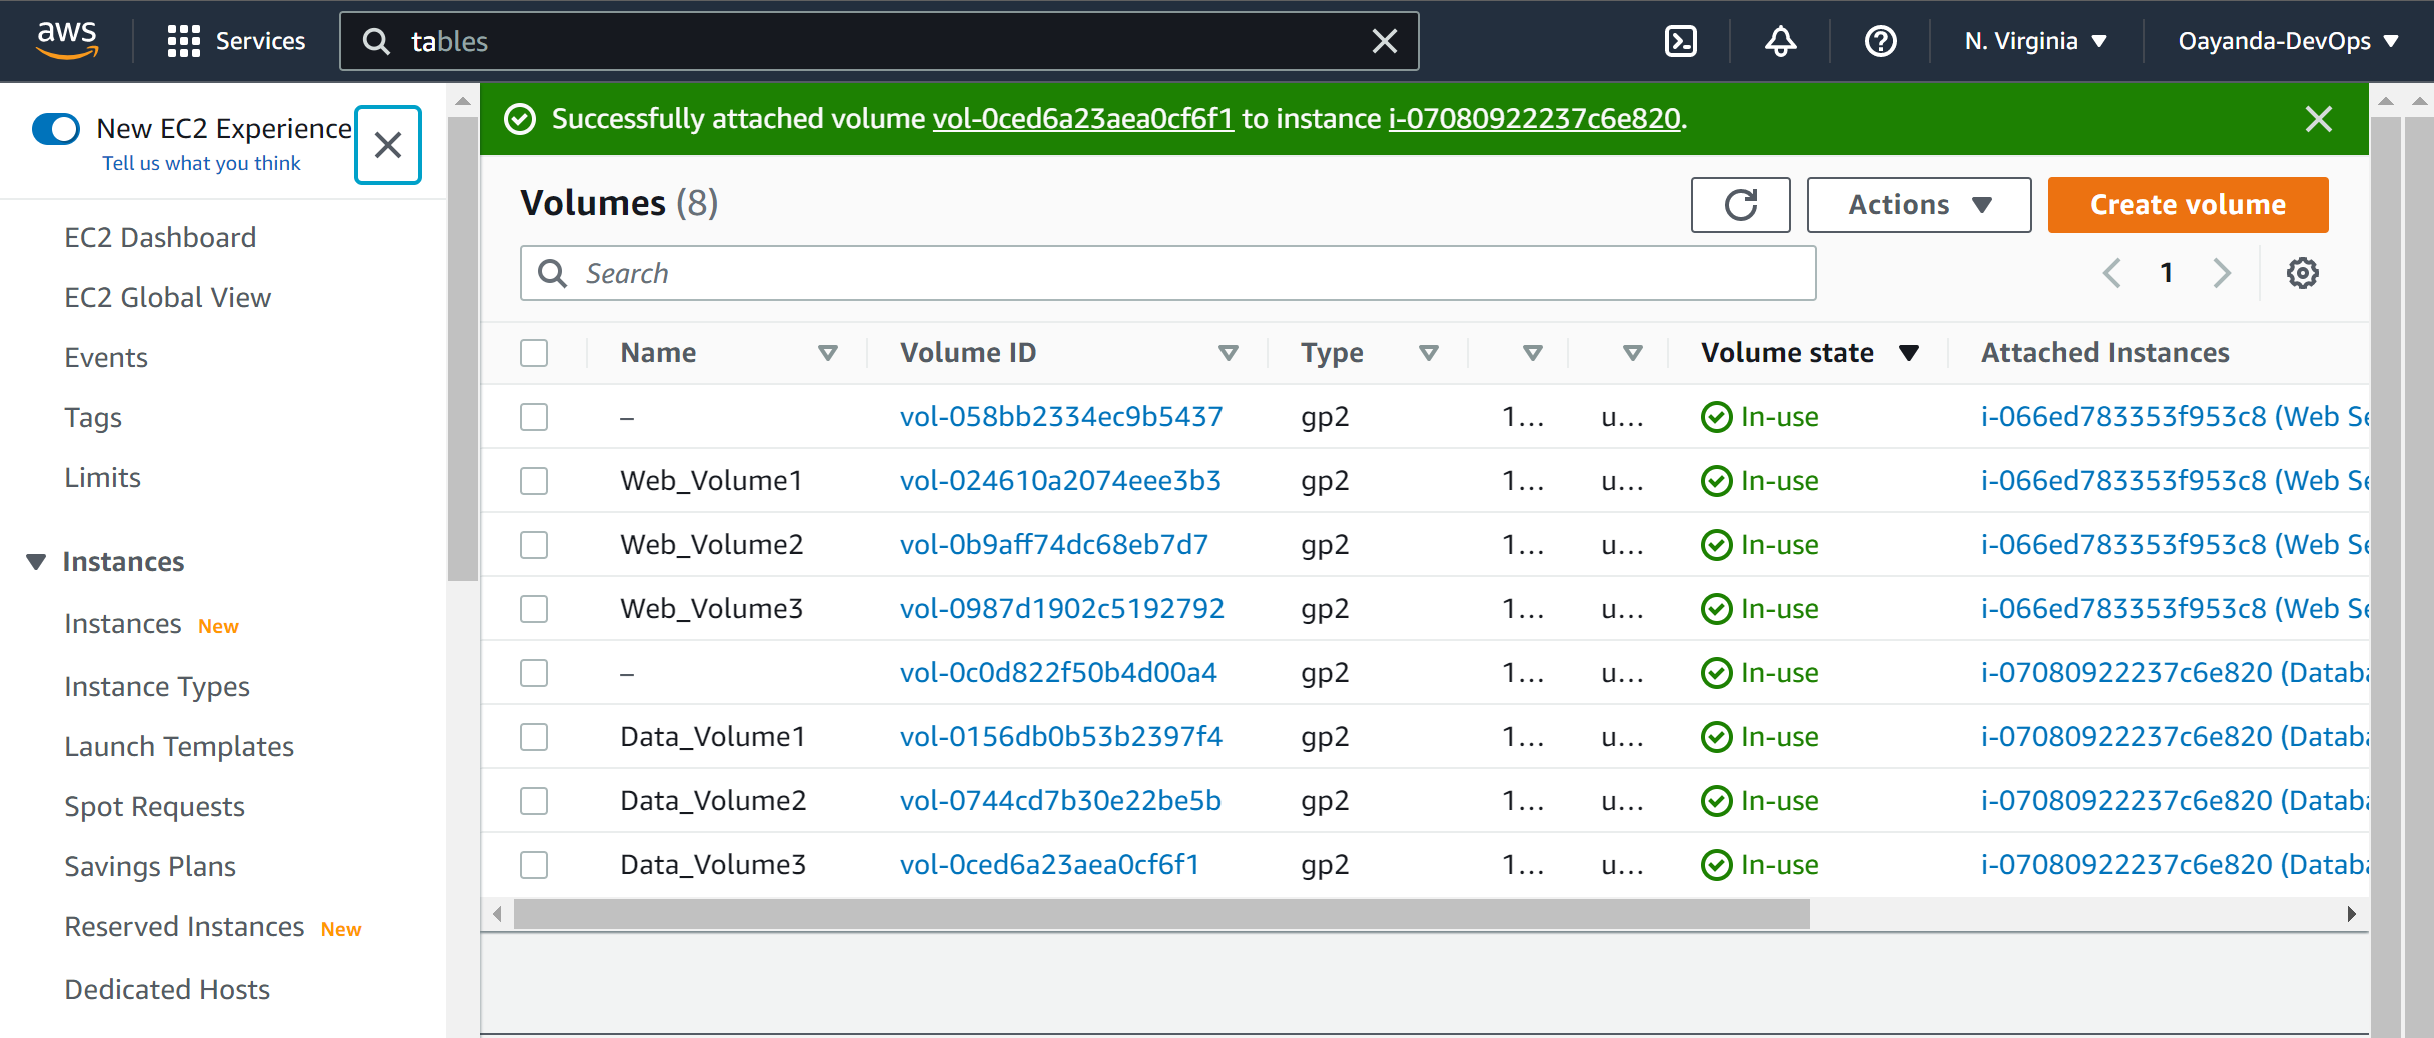 aws
Services
tables
N. Virginia
Oayanda-DevOps
New EC2 Experience
Tell us what you think
EC2 Dashboard
EC2 Global View
Events
Tags
Limits
Instances
Instances New
Instance Types
Launch Templates
Spot Requests
Savings Plans
Reserved Instances New
Dedicated Hosts
Successfully attached volume vol-0ced6a23aea0cf6f1 to instance i-07080922237c6e820.
Volumes (8)
Actions
Create volume
Search
1
Name Volume ID Type Volume state Attached Instances
– vol-058bb2334ec9b5437 gp2 1... u... In-use i-066ed783353f953c8 (Web Se
Web_Volume1 vol-024610a2074eee3b3 gp2 1... u... In-use i-066ed783353f953c8 (Web Se
Web_Volume2 vol-0b9aff74dc68eb7d7 gp2 1... u... In-use i-066ed783353f953c8 (Web Se
Web_Volume3 vol-0987d1902c5192792 gp2 1... u... In-use i-066ed783353f953c8 (Web Se
– vol-0c0d822f50b4d00a4 gp2 1... u... In-use i-07080922237c6e820 (Databa
Data_Volume1 vol-0156db0b53b2397f4 gp2 1... u... In-use i-07080922237c6e820 (Databa
Data_Volume2 vol-0744cd7b30e22be5b gp2 1... u... In-use i-07080922237c6e820 (Databa
Data_Volume3 vol-0ced6a23aea0cf6f1 gp2 1... u... In-use i-07080922237c6e820 (Databa